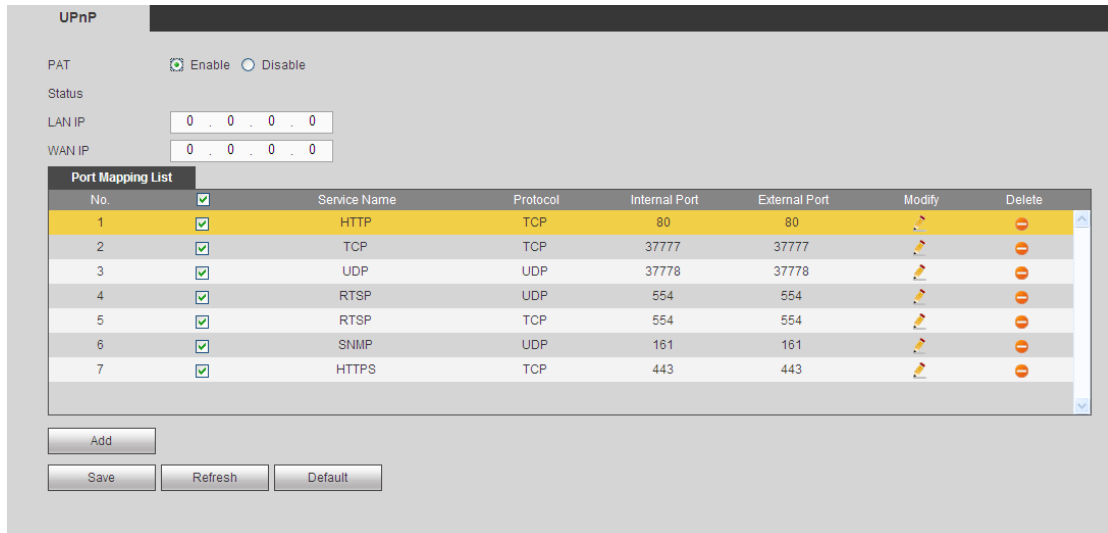 UPnP
PAT Enable Disable
Status
LAN IP 0 . 0 . 0 . 0
WAN IP 0 . 0 . 0 . 0
Port Mapping List
No. Service Name Protocol Internal Port External Port Modify Delete
1 HTTP TCP 80 80
2 TCP TCP 37777 37777
3 UDP UDP 37778 37778
4 RTSP UDP 554 554
5 RTSP TCP 554 554
6 SNMP UDP 161 161
7 HTTPS TCP 443 443
Add
Save Refresh Default